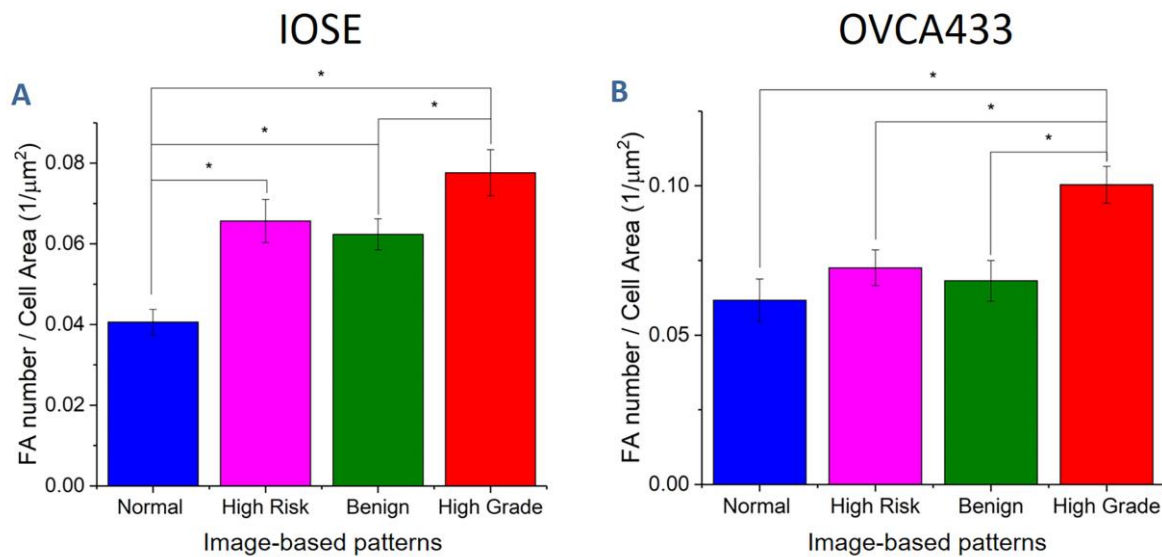 IOSE
A
*
*
*
*
FA number / Cell Area (1/μm²)
0.08
0.06
0.04
0.02
0.00
Normal High Risk Benign High Grade
Image-based patterns
OVCA433
B
*
*
*
FA number / Cell Area (1/μm²)
0.10
0.05
0.00
Normal High Risk Benign High Grade
Image-based patterns